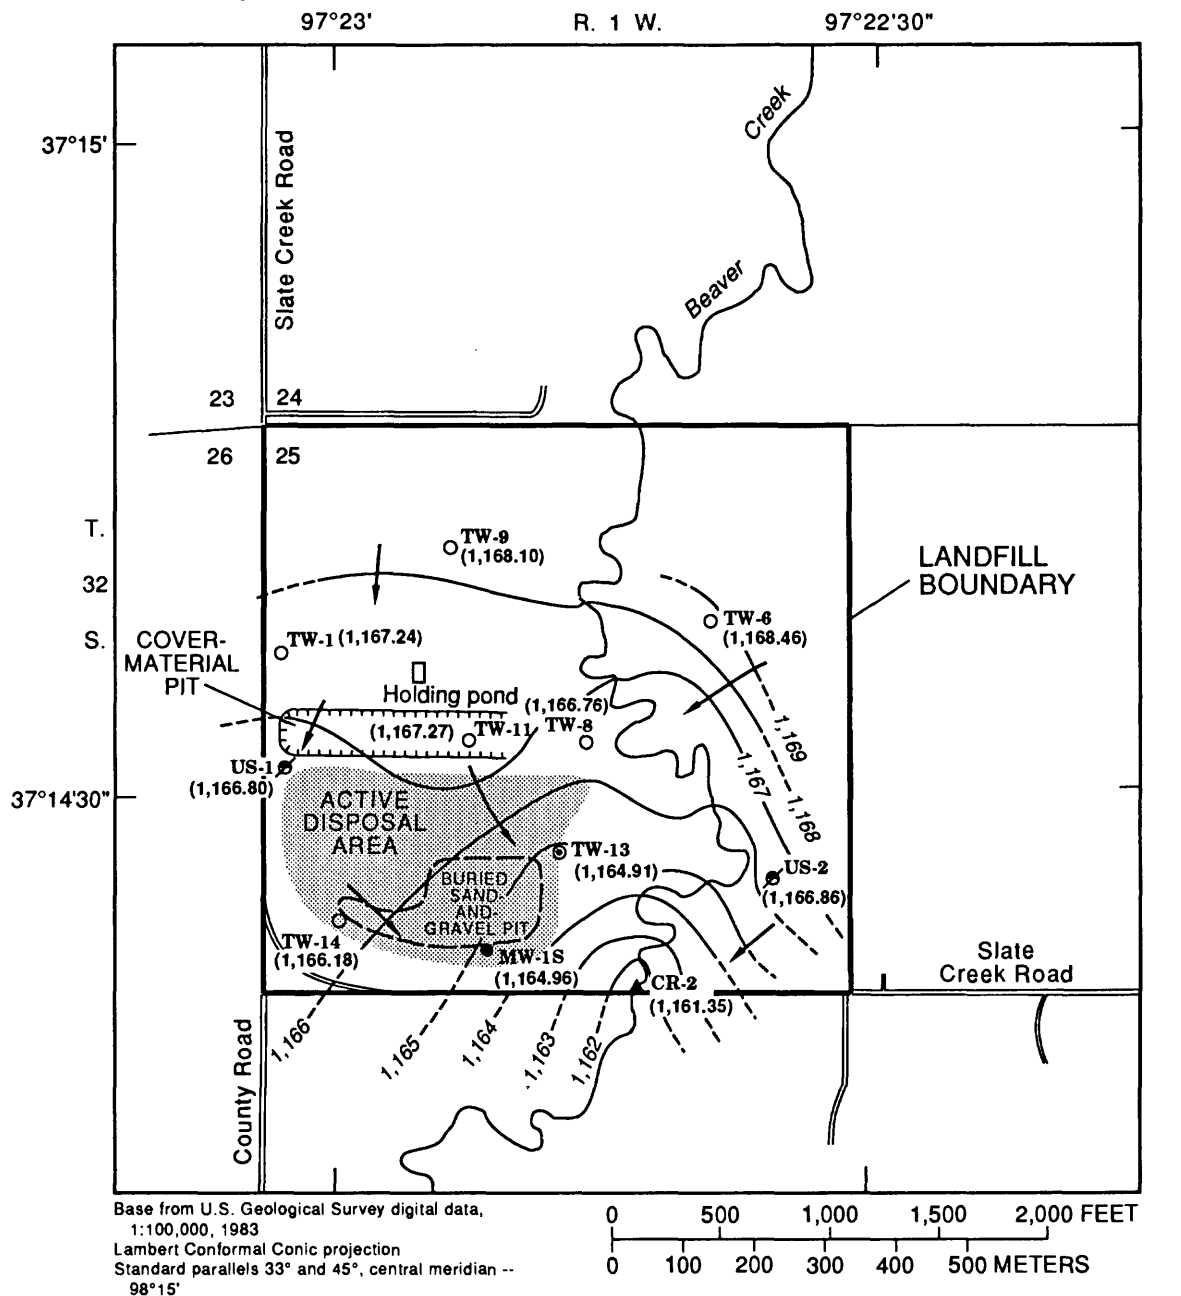 97°23'
R. 1 W.
97°22'30"
37°15'
Slate Creek Road
Creek
Beaver
23
24
26
25
T.
32
S.
TW-9
(1,168.10)
LANDFILL
BOUNDARY
TW-6
(1,168.46)
COVER-
MATERIAL
PIT
TW-1 (1,167.24)
Holding pond
(1,166.76)
(1,167.27)
TW-11
TW-8
US-1
(1,166.80)
37°14'30"
1,169
1,167
1,168
ACTIVE
DISPOSAL
AREA
TW-13
(1,164.91)
US-2
(1,166.86)
BURIED
SAND-
AND-
GRAVEL PIT
TW-14
(1,166.18)
MW-1S
(1,164.96)
CR-2
(1,161.35)
Slate
Creek Road
1,166
1,165
1,164
1,163
1,162
County Road
Base from U.S. Geological Survey digital data,
1:100,000, 1983
Lambert Conformal Conic projection
Standard parallels 33° and 45°, central meridian --
98°15'
0 500 1,000 1,500 2,000 FEET
0 100 200 300 400 500 METERS